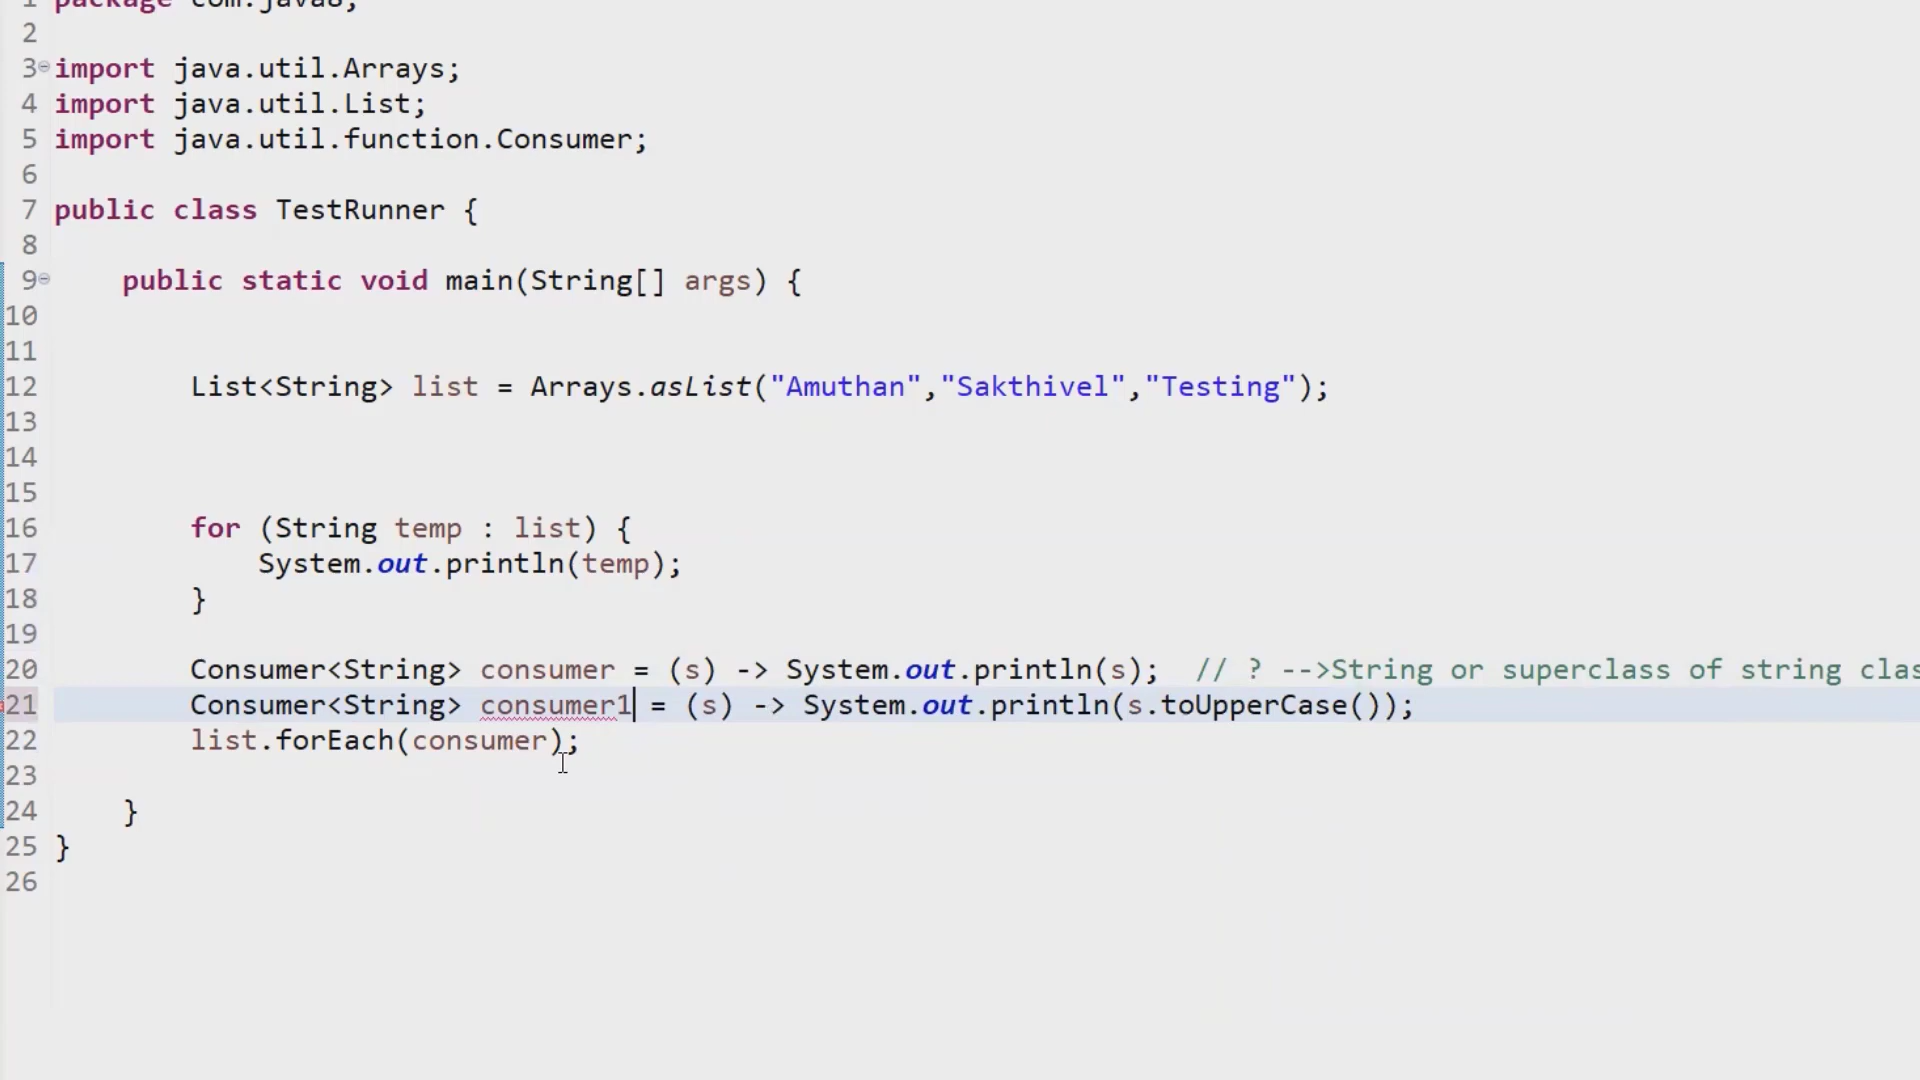 1 package com.java8;
2
3 import java.util.Arrays;
4 import java.util.List;
5 import java.util.function.Consumer;
6
7 public class TestRunner {
8
9 public static void main(String[] args) {
10
11
12 List<String> list = Arrays.asList("Amuthan","Sakthivel","Testing");
13
14
15
16 for (String temp : list) {
17 System.out.println(temp);
18 }
19
20 Consumer<String> consumer = (s) -> System.out.println(s); // ? -->String or superclass of string clas
21 Consumer<String> consumer1 = (s) -> System.out.println(s.toUpperCase());
22 list.forEach(consumer);
23
24 }
25 }
26